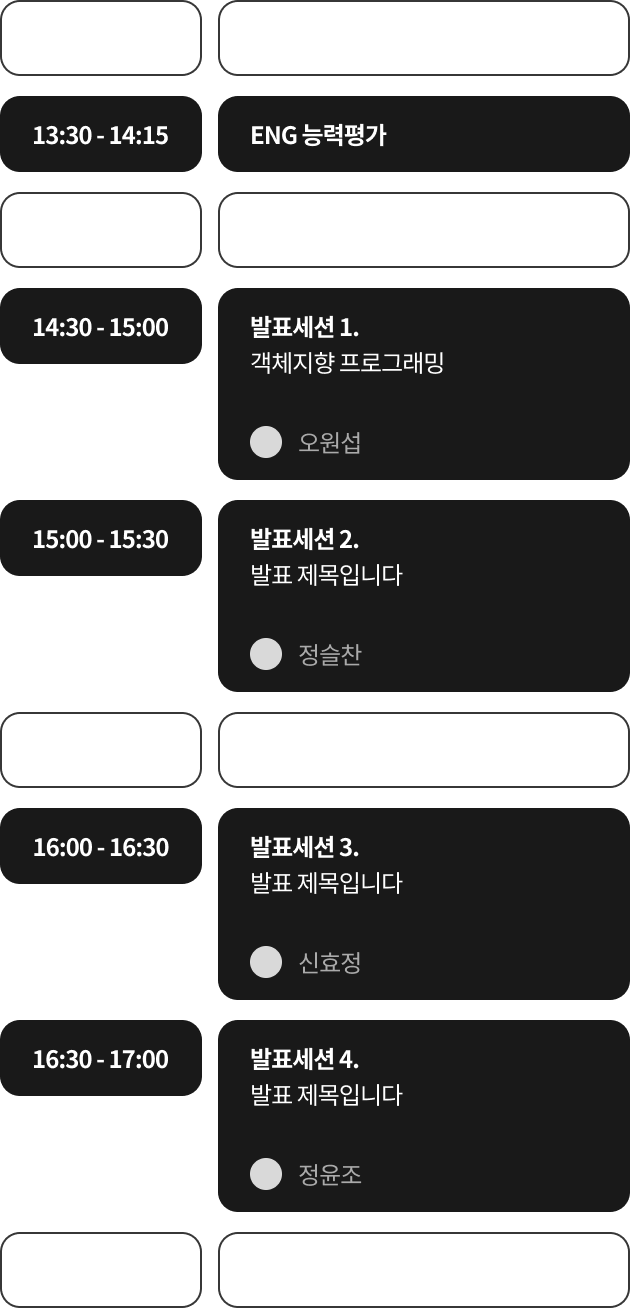 13:30 - 14:15
ENG 능력평가
14:30 - 15:00
발표세션 1.
객체지향 프로그래밍
오원섭
15:00 - 15:30
발표세션 2.
발표 제목입니다
정슬찬
16:00 - 16:30
발표세션 3.
발표 제목입니다
신효정
16:30 - 17:00
발표세션 4.
발표 제목입니다
정윤조